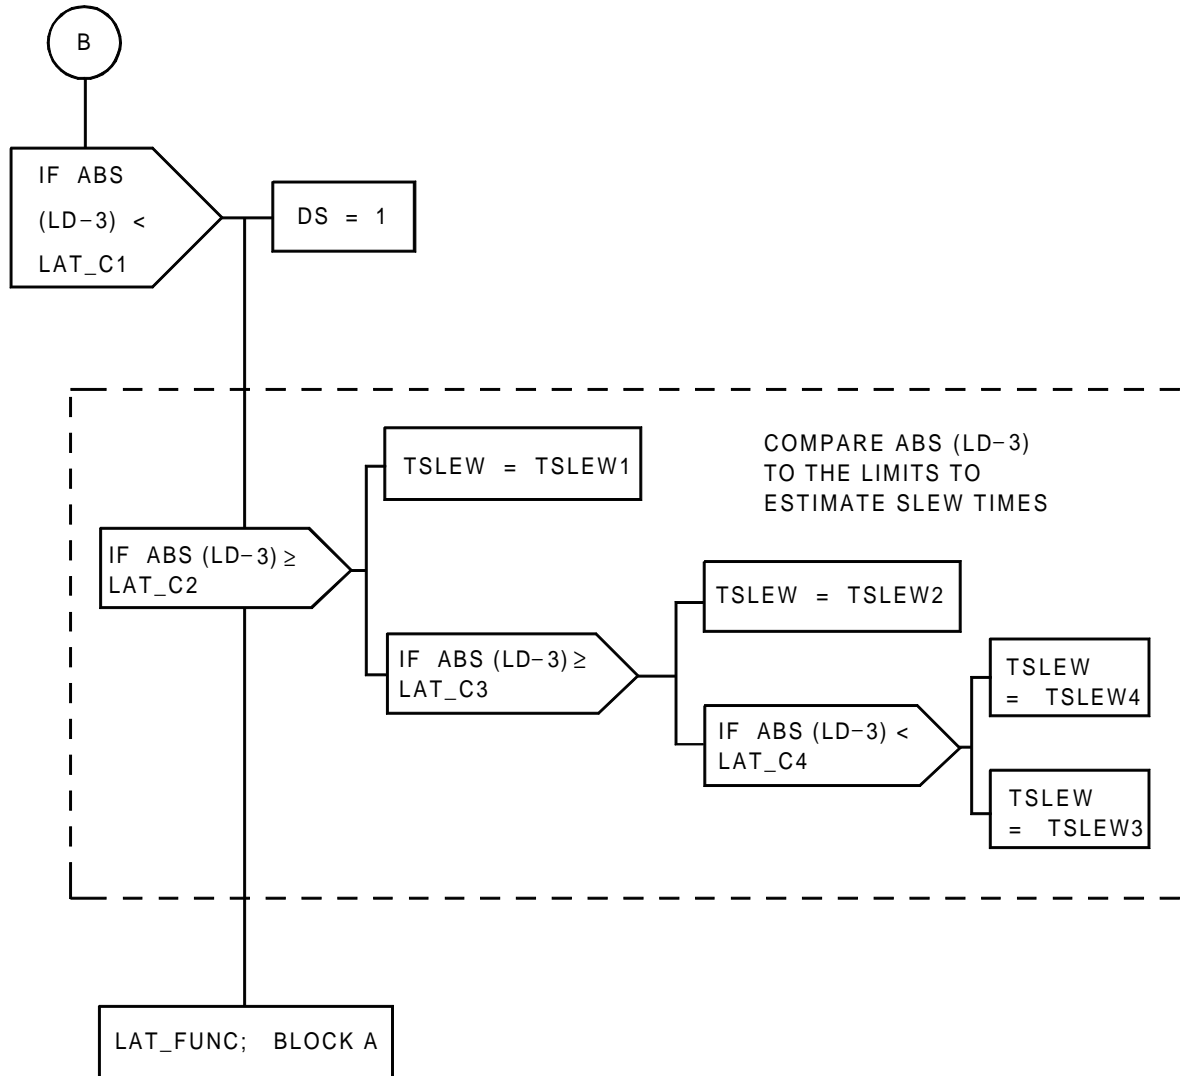 B
IF ABS
(LD-3) <
LAT_C1
DS = 1
TSLEW = TSLEW1
COMPARE ABS (LD-3)
TO THE LIMITS TO
ESTIMATE SLEW TIMES
IF ABS (LD-3) ≥
LAT_C2
TSLEW = TSLEW2
IF ABS (LD-3) ≥
LAT_C3
TSLEW
= TSLEW4
IF ABS (LD-3) <
LAT_C4
TSLEW
= TSLEW3
LAT_FUNC; BLOCK A